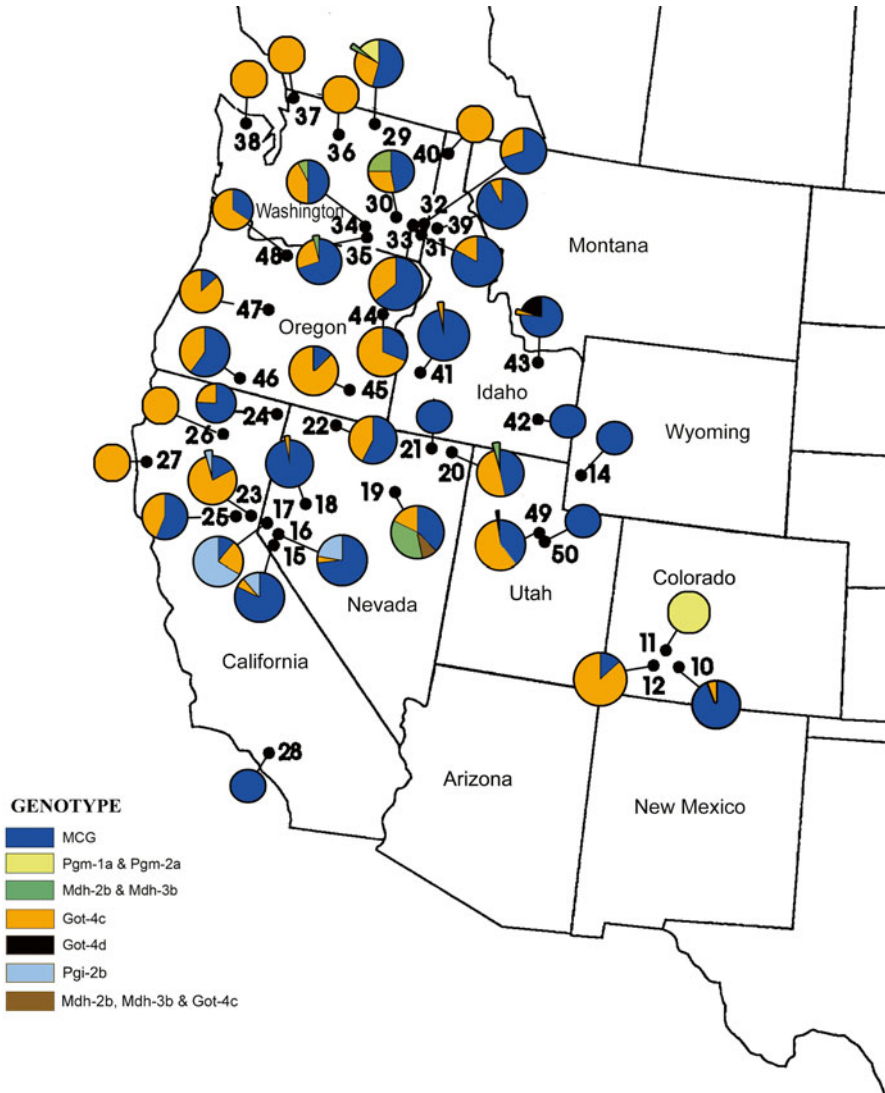 37
38
36
29
40
32
30
39
Washington
34
33
31
35
Montana
48
47
44
Oregon
43
41
46
45
Idaho
24
42
22
Wyoming
26
21
20
14
27
19
18
23
17
25
49
16
50
15
Colorado
Utah
Nevada
11
10
12
California
28
Arizona
New Mexico
GENOTYPE
MCG
Pgm-1a & Pgm-2a
Mdh-2b & Mdh-3b
Got-4c
Got-4d
Pgi-2b
Mdh-2b, Mdh-3b & Got-4c